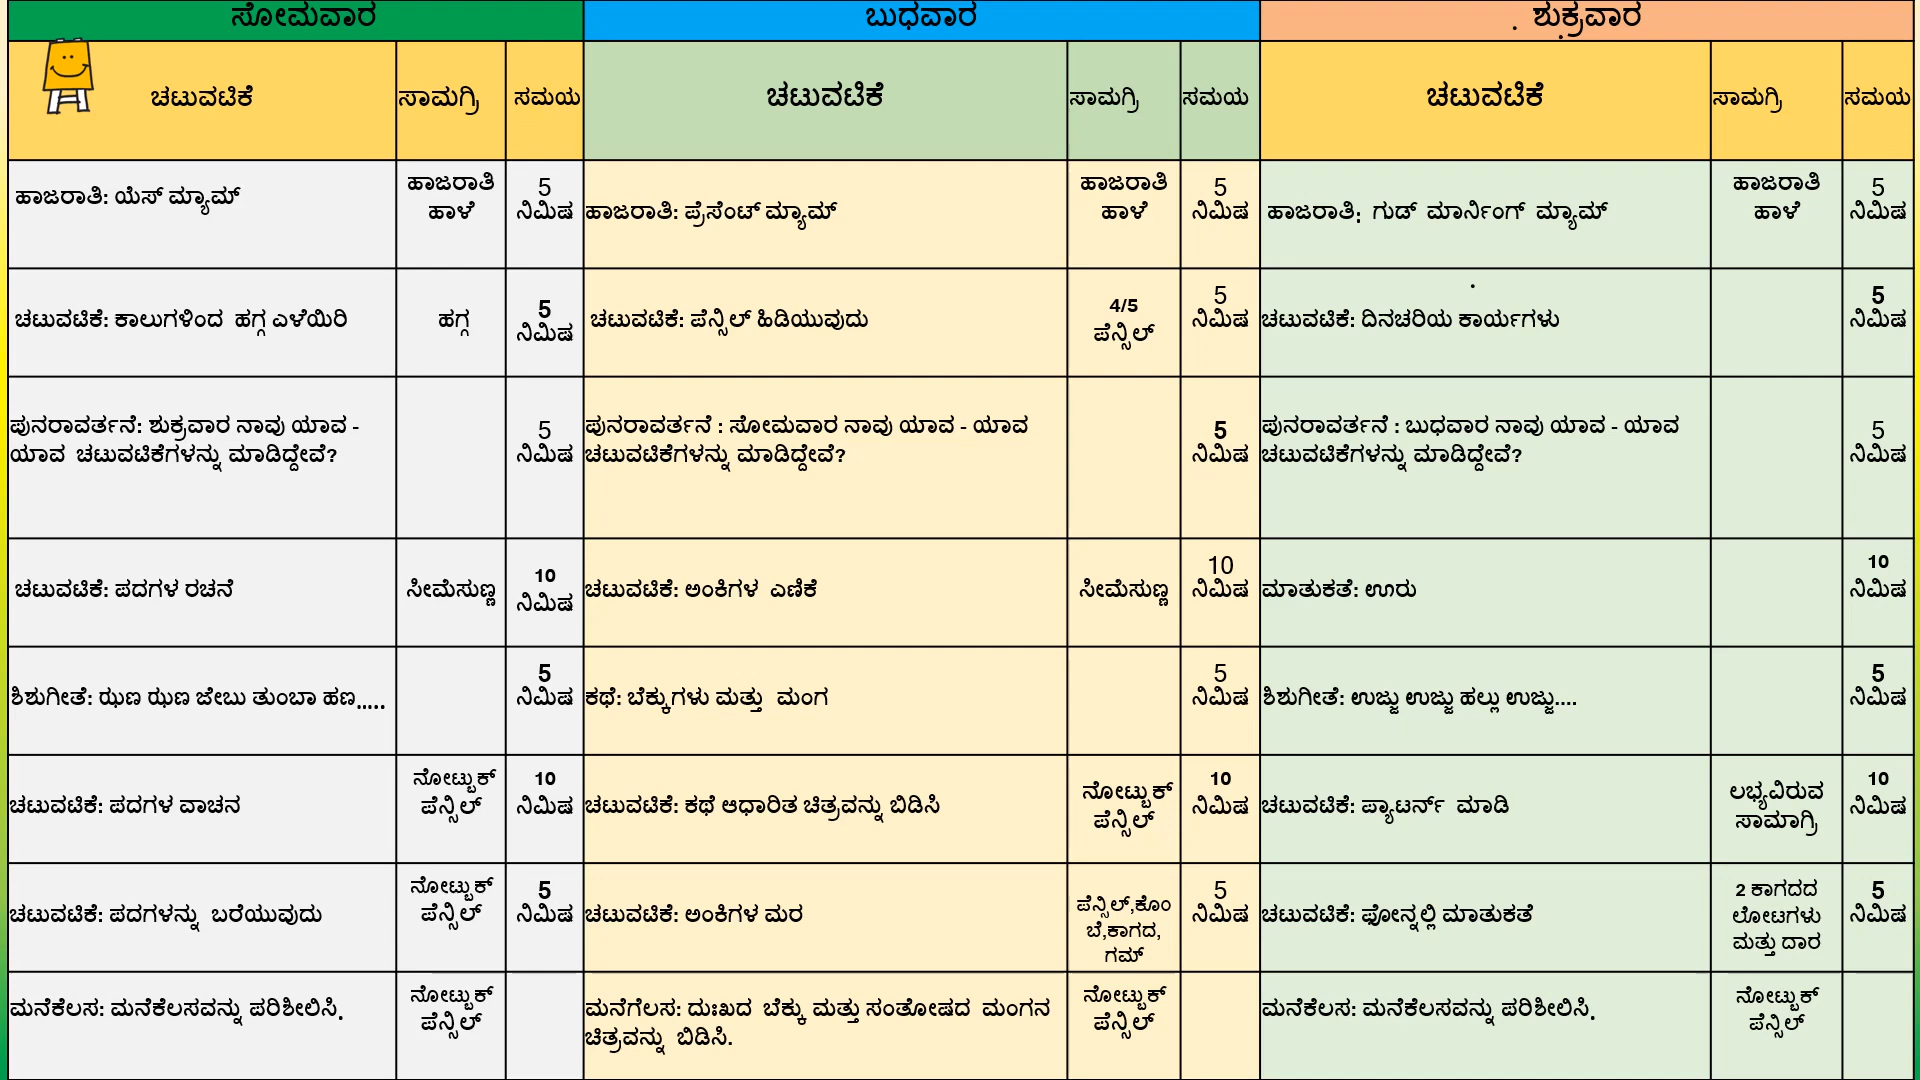 ಸೋಮವಾರ
ಬುಧವಾರ
. ಶುಕ್ರವಾರ
ಚಟುವಟಿಕೆ
ಸಾಮಗ್ರಿ
ಸಮಯ
ಚಟುವಟಿಕೆ
ಸಾಮಗ್ರಿ
ಸಮಯ
ಚಟುವಟಿಕೆ
ಸಾಮಗ್ರಿ
ಸಮಯ
ಹಾಜರಾತಿ: ಯೆಸ್ ಮ್ಯಾಮ್
ಹಾಜರಾತಿ
ಹಾಳೆ
5
ನಿಮಿಷ
ಹಾಜರಾತಿ: ಪ್ರೆಸೆಂಟ್ ಮ್ಯಾಮ್
ಹಾಜರಾತಿ
ಹಾಳೆ
5
ನಿಮಿಷ
ಹಾಜರಾತಿ: ಗುಡ್ ಮಾರ್ನಿಂಗ್ ಮ್ಯಾಮ್
ಹಾಜರಾತಿ
ಹಾಳೆ
5
ನಿಮಿಷ
ಚಟುವಟಿಕೆ: ಕಾಲುಗಳಿಂದ ಹಗ್ಗ ಎಳೆಯಿರಿ
ಹಗ್ಗ
5
ನಿಮಿಷ
ಚಟುವಟಿಕೆ: ಪೆನ್ಸಿಲ್ ಹಿಡಿಯುವುದು
4/5
ಪೆನ್ಸಿಲ್
5
ನಿಮಿಷ
ಚಟುವಟಿಕೆ: ದಿನಚರಿಯ ಕಾರ್ಯಗಳು
5
ನಿಮಿಷ
ಪುನರಾವರ್ತನೆ: ಶುಕ್ರವಾರ ನಾವು ಯಾವ -
ಯಾವ ಚಟುವಟಿಕೆಗಳನ್ನು ಮಾಡಿದ್ದೇವೆ?
5
ನಿಮಿಷ
ಪುನರಾವರ್ತನೆ : ಸೋಮವಾರ ನಾವು ಯಾವ - ಯಾವ
ಚಟುವಟಿಕೆಗಳನ್ನು ಮಾಡಿದ್ದೇವೆ?
5
ನಿಮಿಷ
ಪುನರಾವರ್ತನೆ : ಬುಧವಾರ ನಾವು ಯಾವ - ಯಾವ
ಚಟುವಟಿಕೆಗಳನ್ನು ಮಾಡಿದ್ದೇವೆ?
5
ನಿಮಿಷ
ಚಟುವಟಿಕೆ: ಪದಗಳ ರಚನೆ
ಸೀಮೆಸುಣ್ಣ
10
ನಿಮಿಷ
ಚಟುವಟಿಕೆ: ಅಂಕಿಗಳ ಎಣಿಕೆ
ಸೀಮೆಸುಣ್ಣ
10
ನಿಮಿಷ
ಮಾತುಕತೆ: ಊರು
10
ನಿಮಿಷ
ಶಿಶುಗೀತೆ: ಝಣ ಝಣ ಜೇಬು ತುಂಬಾ ಹಣ.....
5
ನಿಮಿಷ
ಕಥೆ: ಬೆಕ್ಕುಗಳು ಮತ್ತು ಮಂಗ
5
ನಿಮಿಷ
ಶಿಶುಗೀತೆ: ಉಜ್ಜು ಉಜ್ಜು ಹಲ್ಲು ಉಜ್ಜು....
5
ನಿಮಿಷ
ಚಟುವಟಿಕೆ: ಪದಗಳ ವಾಚನ
ನೋಟ್ಬುಕ್
ಪೆನ್ಸಿಲ್
10
ನಿಮಿಷ
ಚಟುವಟಿಕೆ: ಕಥೆ ಆಧಾರಿತ ಚಿತ್ರವನ್ನು ಬಿಡಿಸಿ
ನೋಟ್ಬುಕ್
ಪೆನ್ಸಿಲ್
10
ನಿಮಿಷ
ಚಟುವಟಿಕೆ: ಪ್ಯಾಟರ್ನ್ ಮಾಡಿ
ಲಭ್ಯವಿರುವ
ಸಾಮಾಗ್ರಿ
10
ನಿಮಿಷ
ಚಟುವಟಿಕೆ: ಪದಗಳನ್ನು ಬರೆಯುವುದು
ನೋಟ್ಬುಕ್
ಪೆನ್ಸಿಲ್
5
ನಿಮಿಷ
ಚಟುವಟಿಕೆ: ಅಂಕಿಗಳ ಮರ
ಪೆನ್ಸಿಲ್,ಕೊಂ
ಬೆ,ಕಾಗದ,
ಗಮ್
5
ನಿಮಿಷ
ಚಟುವಟಿಕೆ: ಫೋನ್ನಲ್ಲಿ ಮಾತುಕತೆ
2 ಕಾಗದದ
ಲೋಟಗಳು
ಮತ್ತು ದಾರ
5
ನಿಮಿಷ
ಮನೆಕೆಲಸ: ಮನೆಕೆಲಸವನ್ನು ಪರಿಶೀಲಿಸಿ.
ನೋಟ್ಬುಕ್
ಪೆನ್ಸಿಲ್
ಮನೆಗೆಲಸ: ದುಃಖದ ಬೆಕ್ಕು ಮತ್ತು ಸಂತೋಷದ ಮಂಗನ
ಚಿತ್ರವನ್ನು ಬಿಡಿಸಿ.
ನೋಟ್ಬುಕ್
ಪೆನ್ಸಿಲ್
ಮನೆಕೆಲಸ: ಮನೆಕೆಲಸವನ್ನು ಪರಿಶೀಲಿಸಿ.
ನೋಟ್ಬುಕ್
ಪೆನ್ಸಿಲ್